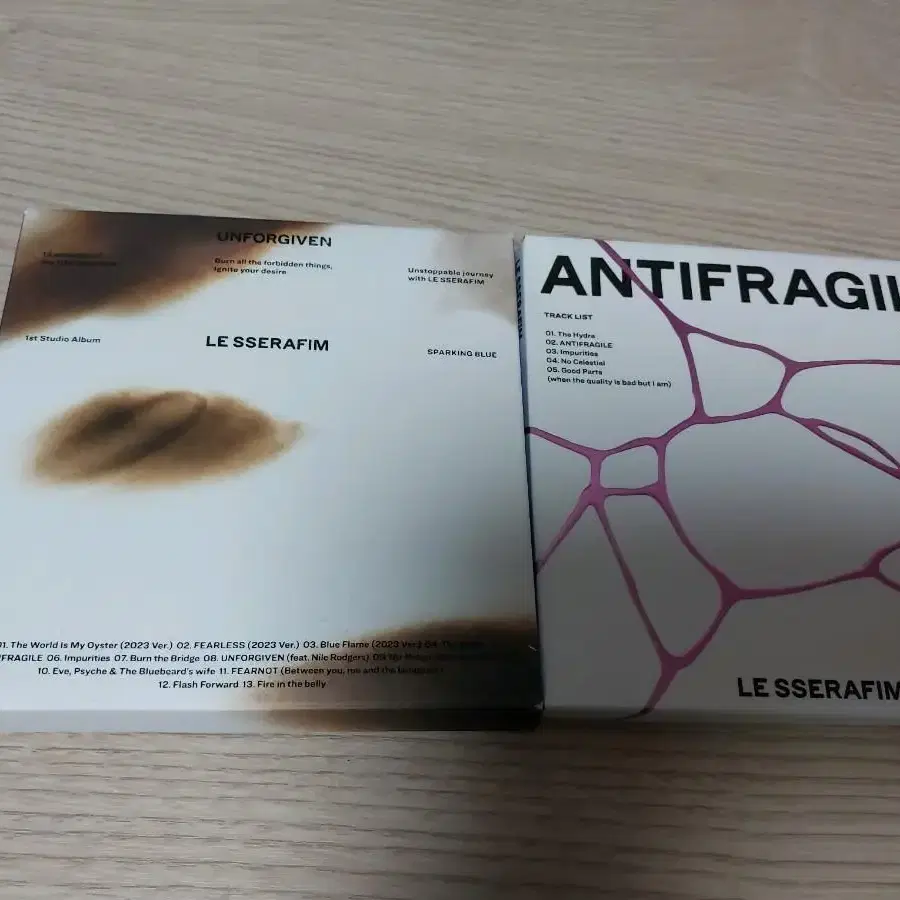 UNFORGIVEN
Burn all the forbidden things,
Ignite your desire
Unstoppable journey
with LE SSERAFIM
1st Studio Album
LE SSERAFIM
SPARKING BLUE
01. The World Is My Oyster (2023 Ver.) 02. FEARLESS (2023 Ver.) 03. Blue Flame (2023 Ver.) 04. The
FRAGILE 06. Impurities 07. Burn the Bridge 08. UNFORGIVEN (feat. Nile Rodgers) 09.
10. Eve, Psyche & The Bluebeard's wife 11. FEARNOT (Between you, me and the lamppost)
12. Flash Forward 13. Fire in the belly
ANTIFRAGIL
TRACK LIST
01. The Hydra
02. ANTIFRAGILE
03. Impurities
04. No Celestial
05. Good Parts
(when the quality is bad but I am)
LE SSERAFIM